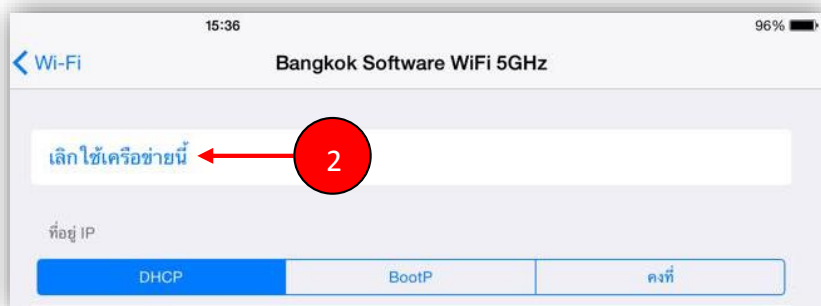 15:36 96%
Wi-Fi Bangkok Software WiFi 5GHz
เลิกใช้เครือข่ายนี้ 2
ที่อยู่ IP
DHCP BootP คงที่